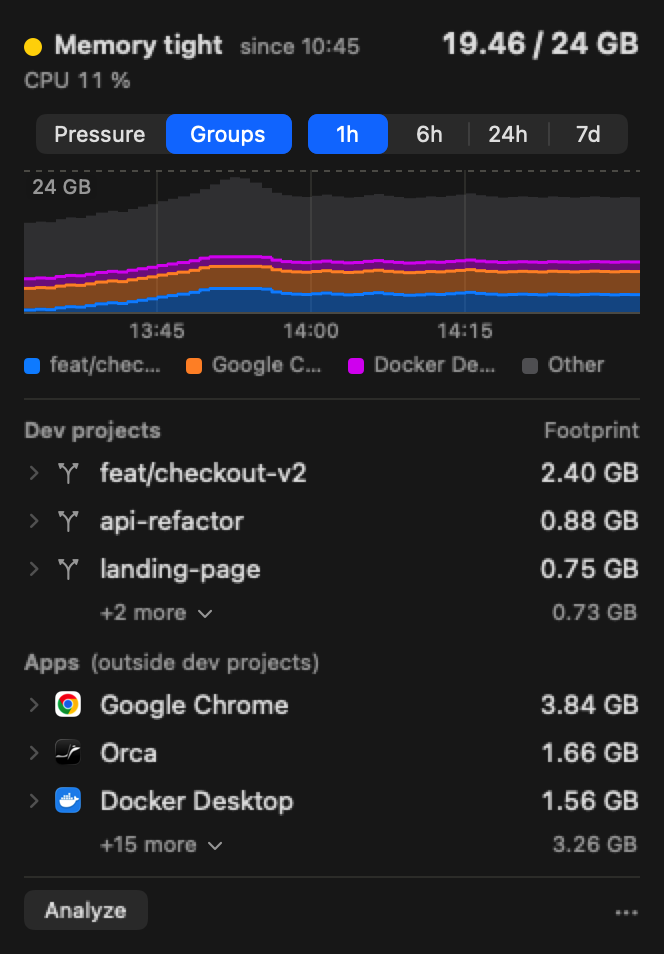 Memory tight since 10:45 19.46 / 24 GB
CPU 11 %
Pressure Groups 1h 6h 24h 7d
24 GB
13:45 14:00 14:15
feat/chec... Google C... Docker De... Other
Dev projects Footprint
feat/checkout-v2 2.40 GB
api-refactor 0.88 GB
landing-page 0.75 GB
+2 more 0.73 GB
Apps (outside dev projects)
Google Chrome 3.84 GB
Orca 1.66 GB
Docker Desktop 1.56 GB
+15 more 3.26 GB
Analyze